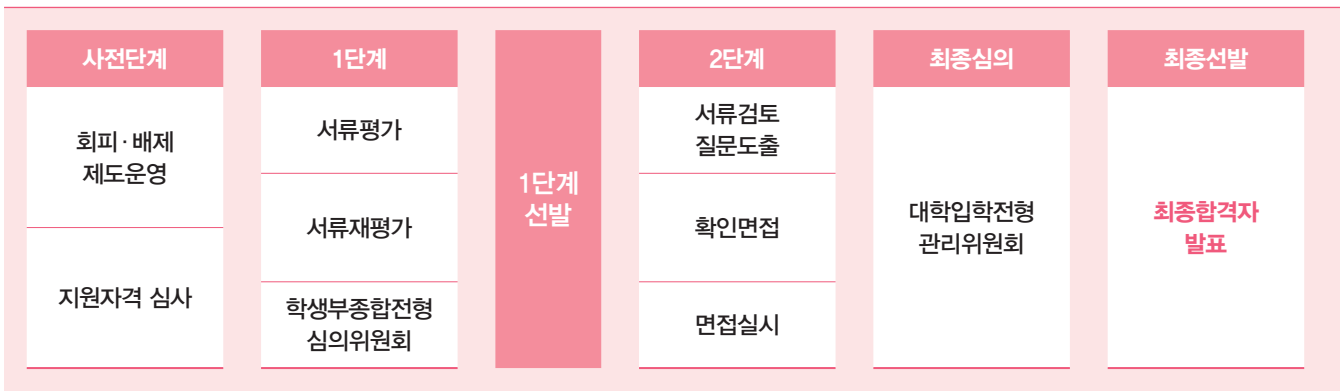 사전단계
회피·배제
제도운영
지원자격 심사
1단계
서류평가
서류재평가
학생부종합전형
심의위원회
1단계
선발
2단계
서류검토
질문도출
확인면접
면접실시
최종심의
대학입학전형
관리위원회
최종선발
최종합격자
발표